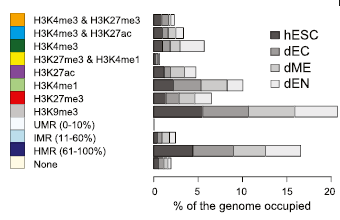 H3K4me3 & H3K27me3
H3K4me3 & H3K27ac
H3K4me3
H3K27me3 & H3K4me1
H3K27ac
H3K4me1
H3K27me3
H3K9me3
UMR (0-10%)
IMR (11-60%)
HMR (61-100%)
None
hESC
dEC
dME
dEN
0 5 10 15 20
% of the genome occupied